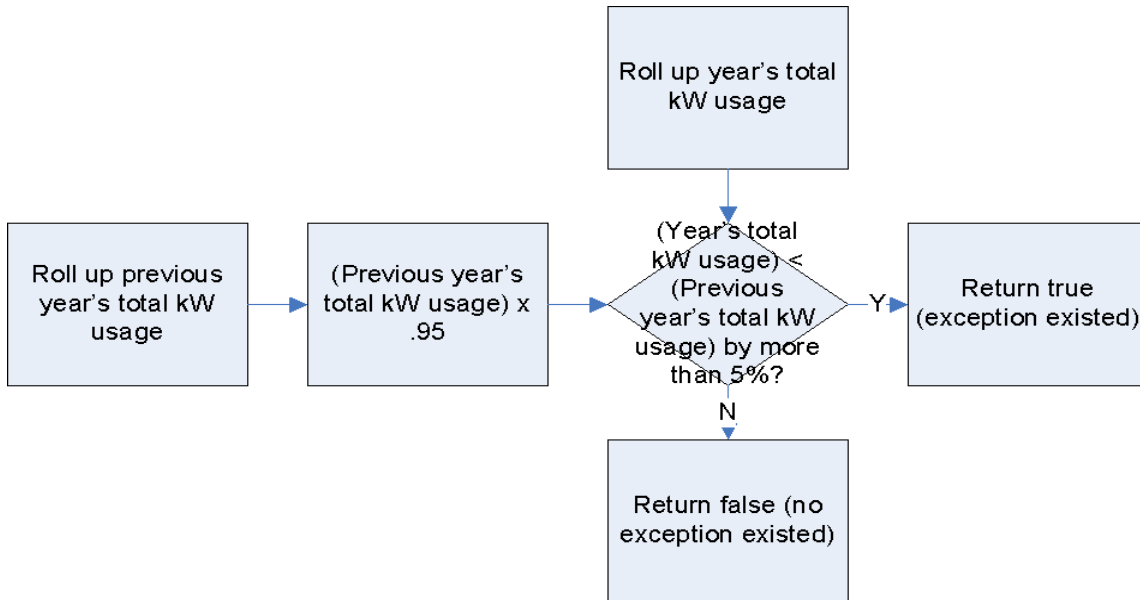 Roll up year's total
kW usage
Roll up previous
year's total kW
usage
(Previous year's
total kW usage) x
.95
(Year's total
kW usage) <
(Previous
year's total kW
usage) by more
than 5%?
Y
Return true
(exception existed)
N
Return false (no
exception existed)